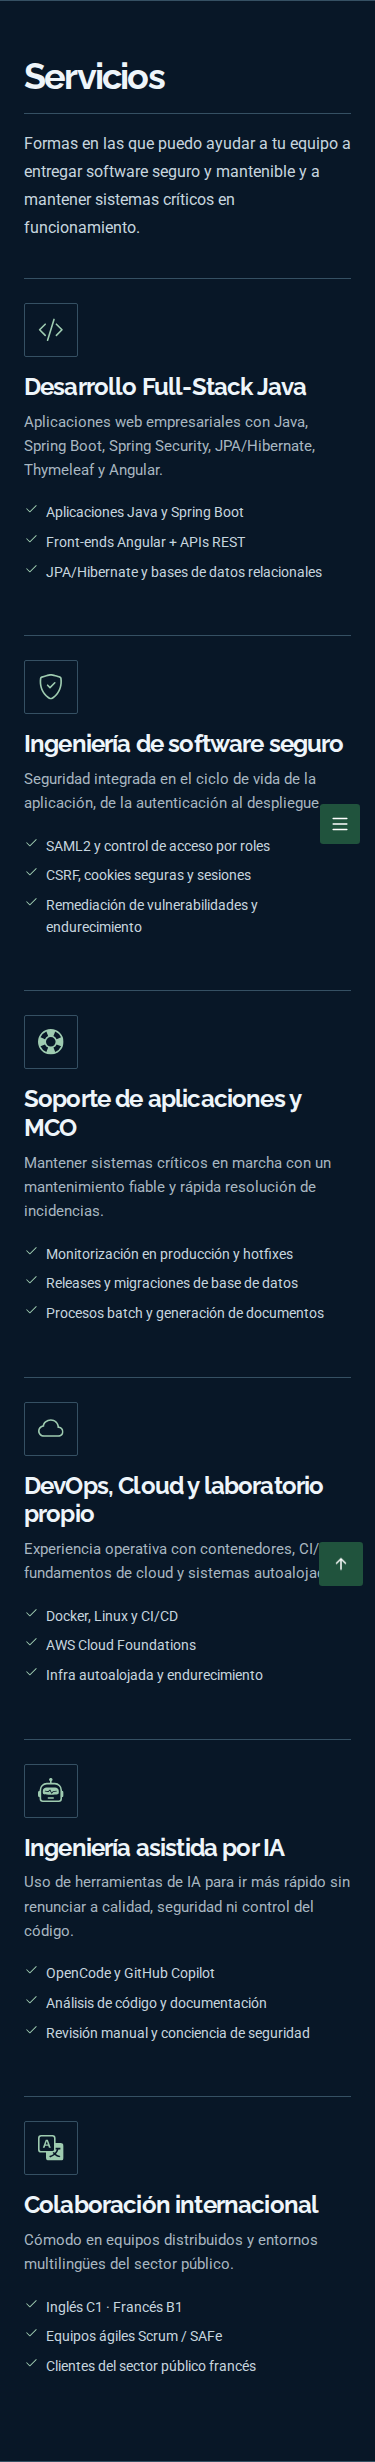 Servicios
Formas en las que puedo ayudar a tu equipo a
entregar software seguro y mantenible y a
mantener sistemas críticos en
funcionamiento.
Desarrollo Full-Stack Java
Aplicaciones web empresariales con Java,
Spring Boot, Spring Security, JPA/Hibernate,
Thymeleaf y Angular.
Aplicaciones Java y Spring Boot
Front-ends Angular + APIs REST
JPA/Hibernate y bases de datos relacionales
Ingeniería de software seguro
Seguridad integrada en el ciclo de vida de la
aplicación, de la autenticación al despliegue
SAML2 y control de acceso por roles
CSRF, cookies seguras y sesiones
Remediación de vulnerabilidades y
endurecimiento
Soporte de aplicaciones y
MCO
Mantener sistemas críticos en marcha con un
mantenimiento fiable y rápida resolución de
incidencias.
Monitorización en producción y hotfixes
Releases y migraciones de base de datos
Procesos batch y generación de documentos
DevOps, Cloud y laboratorio
propio
Experiencia operativa con contenedores, CI/
fundamentos de cloud y sistemas
Docker, Linux y CI/CD
AWS Cloud Foundations
Infra autoalojada y endurecimiento
Ingeniería asistida por IA
Uso de herramientas de IA para ir más rápido sin
renunciar a calidad, seguridad ni control del
código.
OpenCode y GitHub Copilot
Análisis de código y documentación
Revisión manual y conciencia de seguridad
A
Colaboración internacional
Cómodo en equipos distribuidos y entornos
multilingües del sector público.
Inglés C1 · Francés B1
Equipos ágiles Scrum / SAFe
Clientes del sector público francés